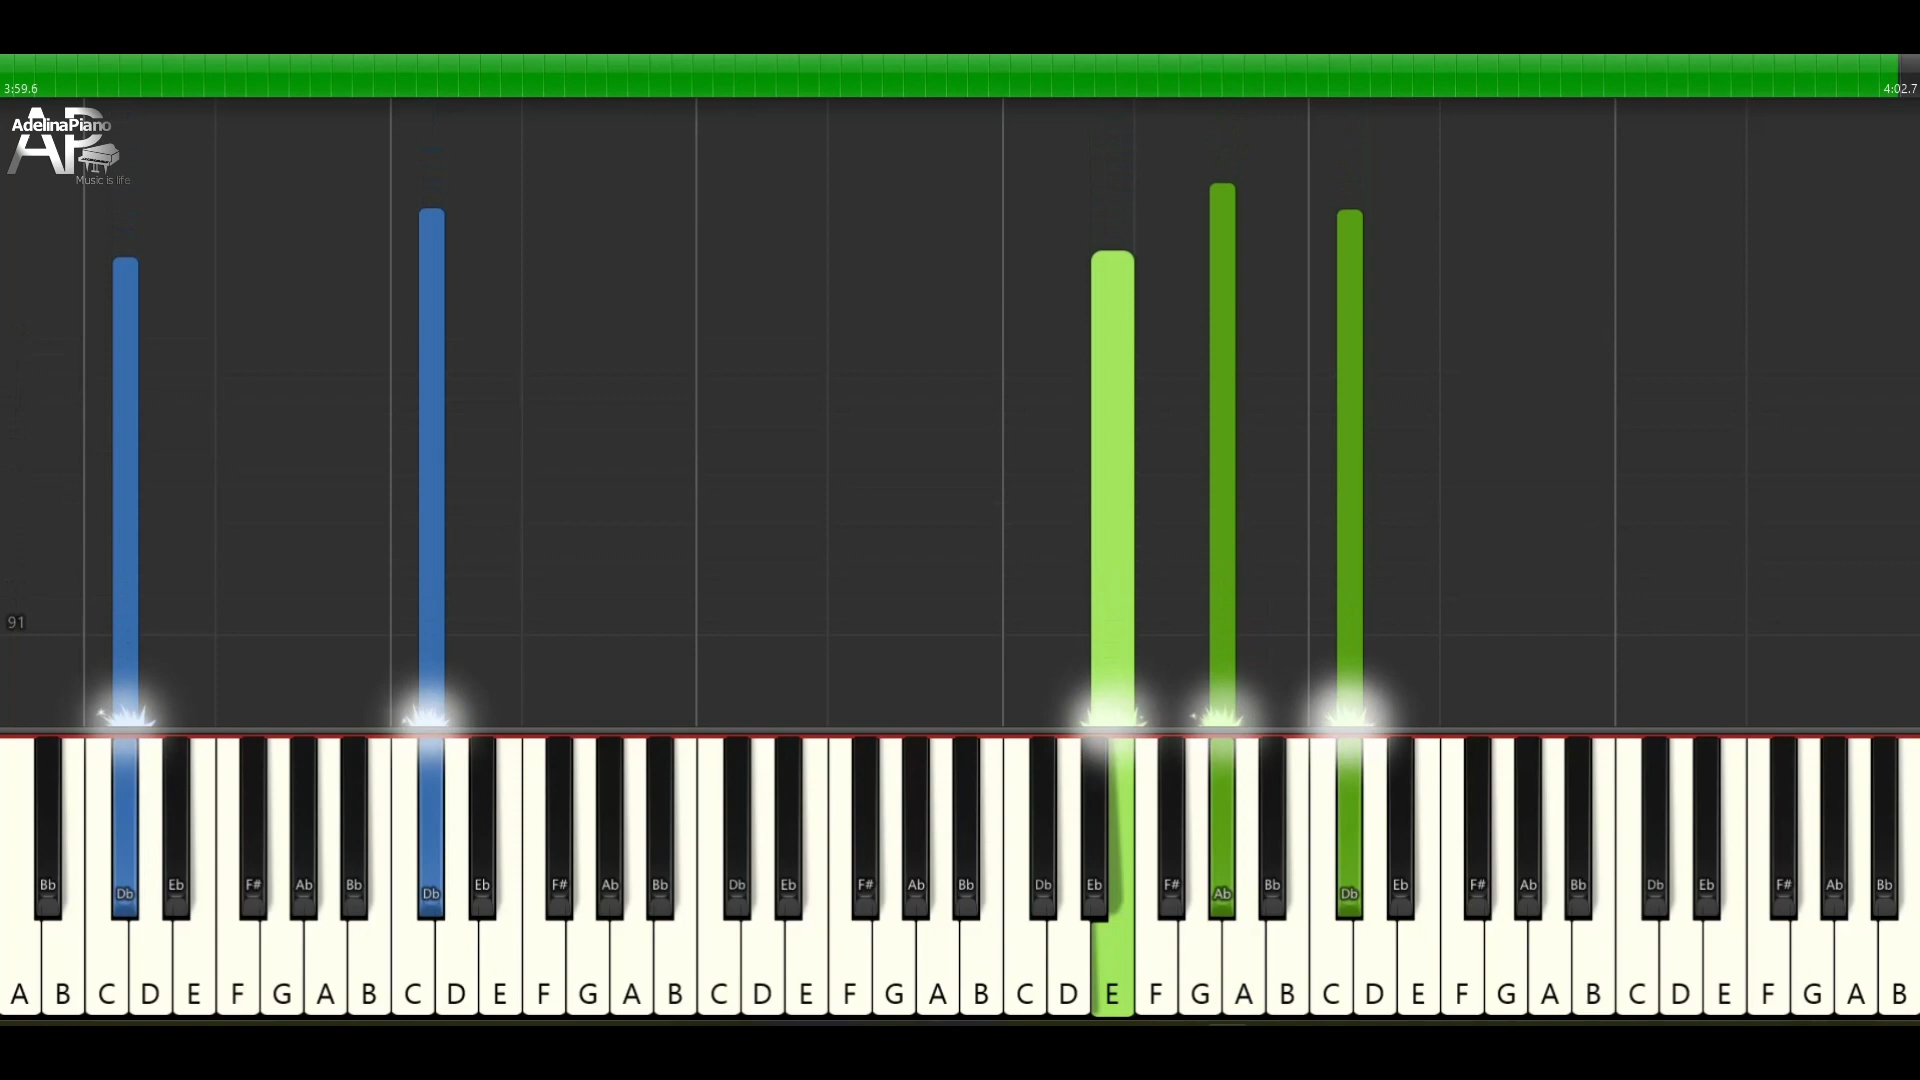 3:59.6 4:02.7
AP
AdelinaPiano
Music is life
91
Bb Db Eb F# Ab Bb Db Eb F# Ab Bb Db Eb F# Ab Bb Db Eb F# Ab Bb Db Eb F# Ab Bb Db Eb F# Ab Bb
A B C D E F G A B C D E F G A B C D E F G A B C D E F G A B C D E F G A B C D E F G A B